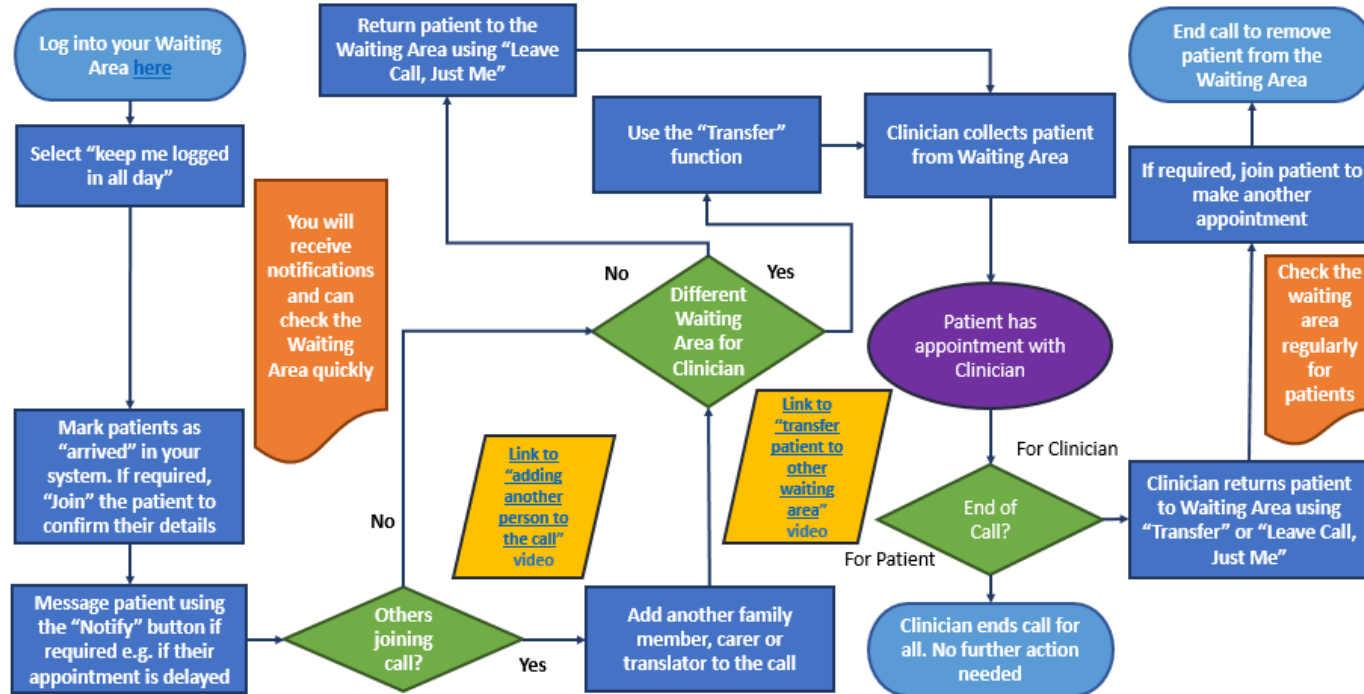 Log into your Waiting
Area here
Select “keep me logged
in all day”
You will
receive
notifications
and can
check the
Waiting
Area quickly
Mark patients as
“arrived” in your
system. If required,
“Join” the patient to
confirm their details
Message patient using
the “Notify” button if
required e.g. if their
appointment is delayed
Others
joining
call?
No
Yes
Link to
“adding
another
person to
the call”
video
Add another family
member, carer or
translator to the call
Different
Waiting
Area for
Clinician
No
Yes
Return patient to the
Waiting Area using “Leave
Call, Just Me”
Use the “Transfer”
function
Link to
“transfer
patient to
other
waiting
area”
video
Clinician collects patient
from Waiting Area
Patient has
appointment with
Clinician
End of
Call?
For Clinician
For Patient
Clinician ends call for
all. No further action
needed
Clinician returns patient
to Waiting Area using
“Transfer” or “Leave Call,
Just Me”
Check the
waiting
area
regularly
for
patients
If required, join patient to
make another
appointment
End call to remove
patient from the
Waiting Area